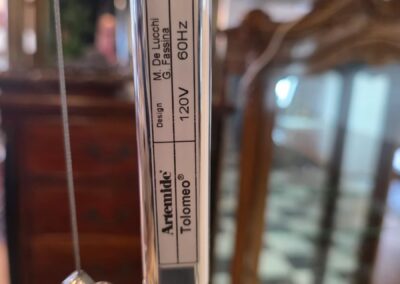 Artemide®
Design
M. De Lucchi
G. Fassina
Tolomeo®
120V
60Hz